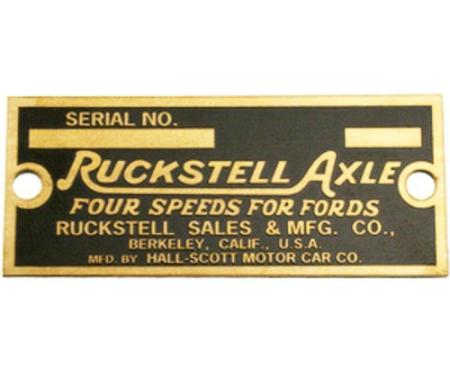 SERIAL NO.
RUCKSTELL AXLE
FOUR SPEEDS FOR FORDS
RUCKSTELL SALES & MFG. CO.,
BERKELEY, CALIF., U.S.A.
MFD. BY HALL-SCOTT MOTOR CAR CO.